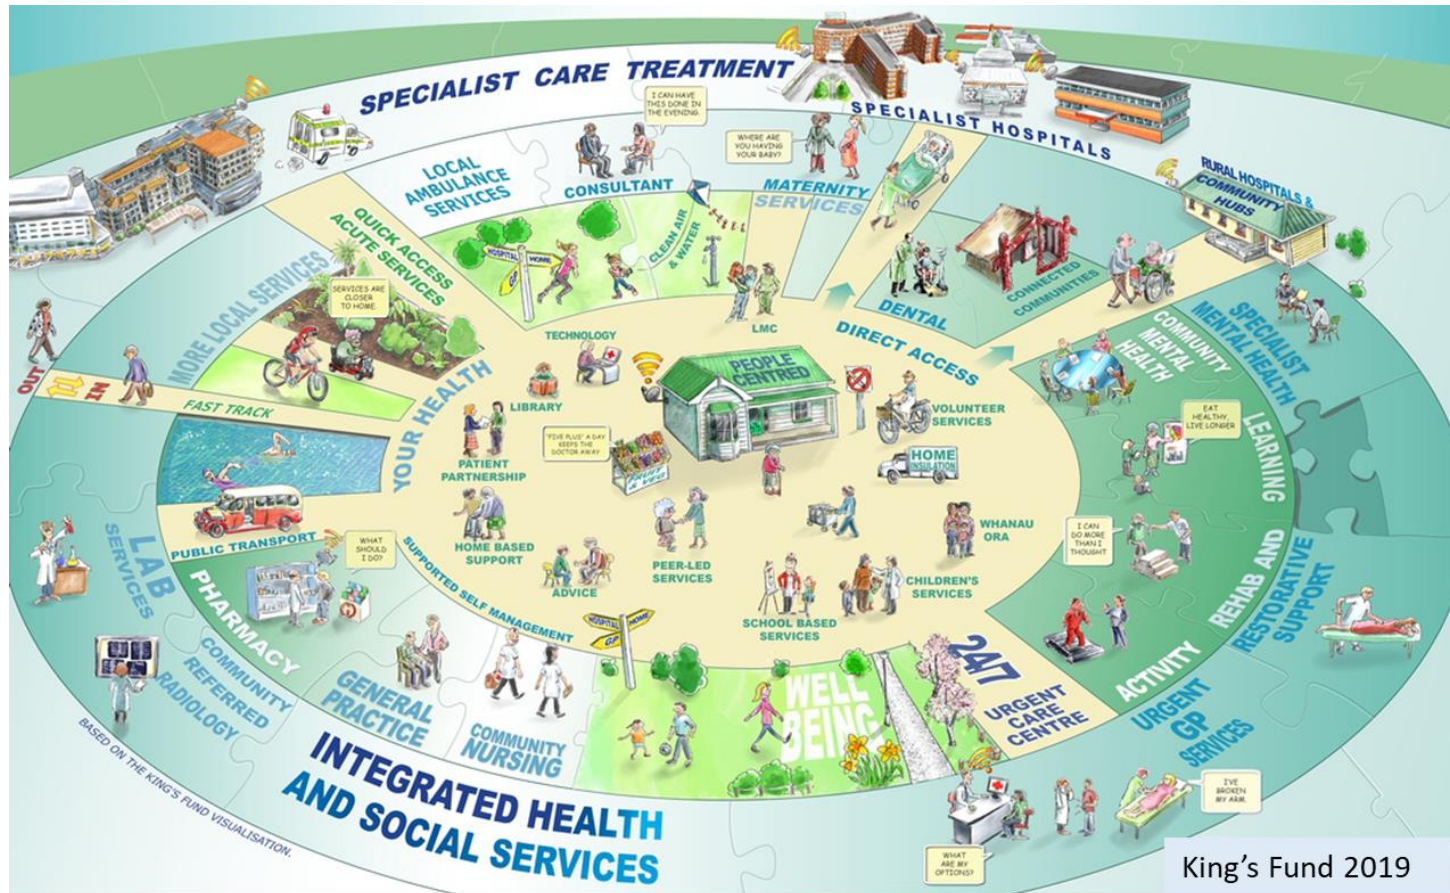 SPECIALIST CARE TREATMENT
SPECIALIST HOSPITALS
RURAL HOSPITALS &
COMMUNITY
HUBS
I CAN HAVE
THIS DONE IN
THE EVENING.
WHERE ARE
YOU HAVING
YOUR BABY?
LOCAL
AMBULANCE
SERVICES
CONSULTANT
MATERNITY
SERVICES
QUICK ACCESS
ACUTE SERVICES
HOSPITAL
HOME
GP
CLEAN AIR
& WATER
MORE LOCAL SERVICES
SERVICES ARE
CLOSER
TO HOME.
DENTAL
CONNECTED
COMMUNITIES
SPECIALIST
MENTAL HEALTH
COMMUNITY
MENTAL
HEALTH
OUT
IN
FAST TRACK
YOUR HEALTH
TECHNOLOGY
LIBRARY
LMC
DIRECT ACCESS
PEOPLE
CENTRED
VOLUNTEER
SERVICES
PATIENT
PARTNERSHIP
"FIVE PLUS" A DAY
KEEPS THE
DOCTOR AWAY
FRUIT
& VEG
HOME
INSULATION
EAT
HEALTHY,
LIVE LONGER
LEARNING
PUBLIC TRANSPORT
WHAT
SHOULD
I DO?
HOME BASED
SUPPORT
ADVICE
PEER-LED
SERVICES
WHANAU
ORA
CHILDREN'S
SERVICES
SCHOOL BASED
SERVICES
I CAN
DO MORE
THAN I
THOUGHT
REHAB AND
ACTIVITY
RESTORATIVE
SUPPORT
LAB
SERVICES
PHARMACY
SUPPORTED SELF MANAGEMENT
HOSPITAL
HOME
GP
COMMUNITY
REFERRED
RADIOLOGY
GENERAL
PRACTICE
COMMUNITY
NURSING
WELL
BEING
24/7
URGENT
CARE
CENTRE
URGENT
GP
SERVICES
I'VE
BROKEN
MY ARM.
WHAT
ARE MY
OPTIONS?
INTEGRATED HEALTH
AND SOCIAL SERVICES
BASED ON THE KING'S FUND VISUALISATION.
King's Fund 2019